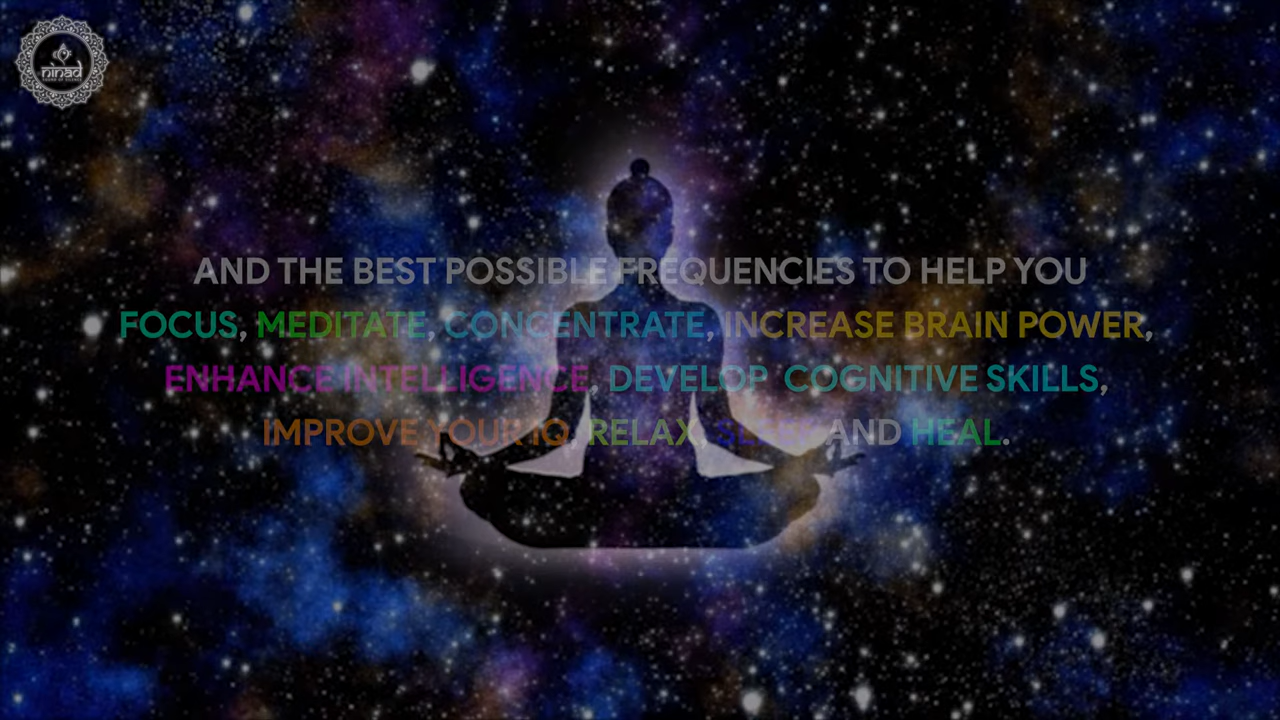 ninad
AND THE BEST POSSIBLE FREQUENCIES TO HELP YOU
FOCUS, MEDITATE, CONCENTRATE, INCREASE BRAIN POWER,
ENHANCE INTELLIGENCE, DEVELOP COGNITIVE SKILLS,
IMPROVE YOUR IQ, RELAX, SLEEP AND HEAL.